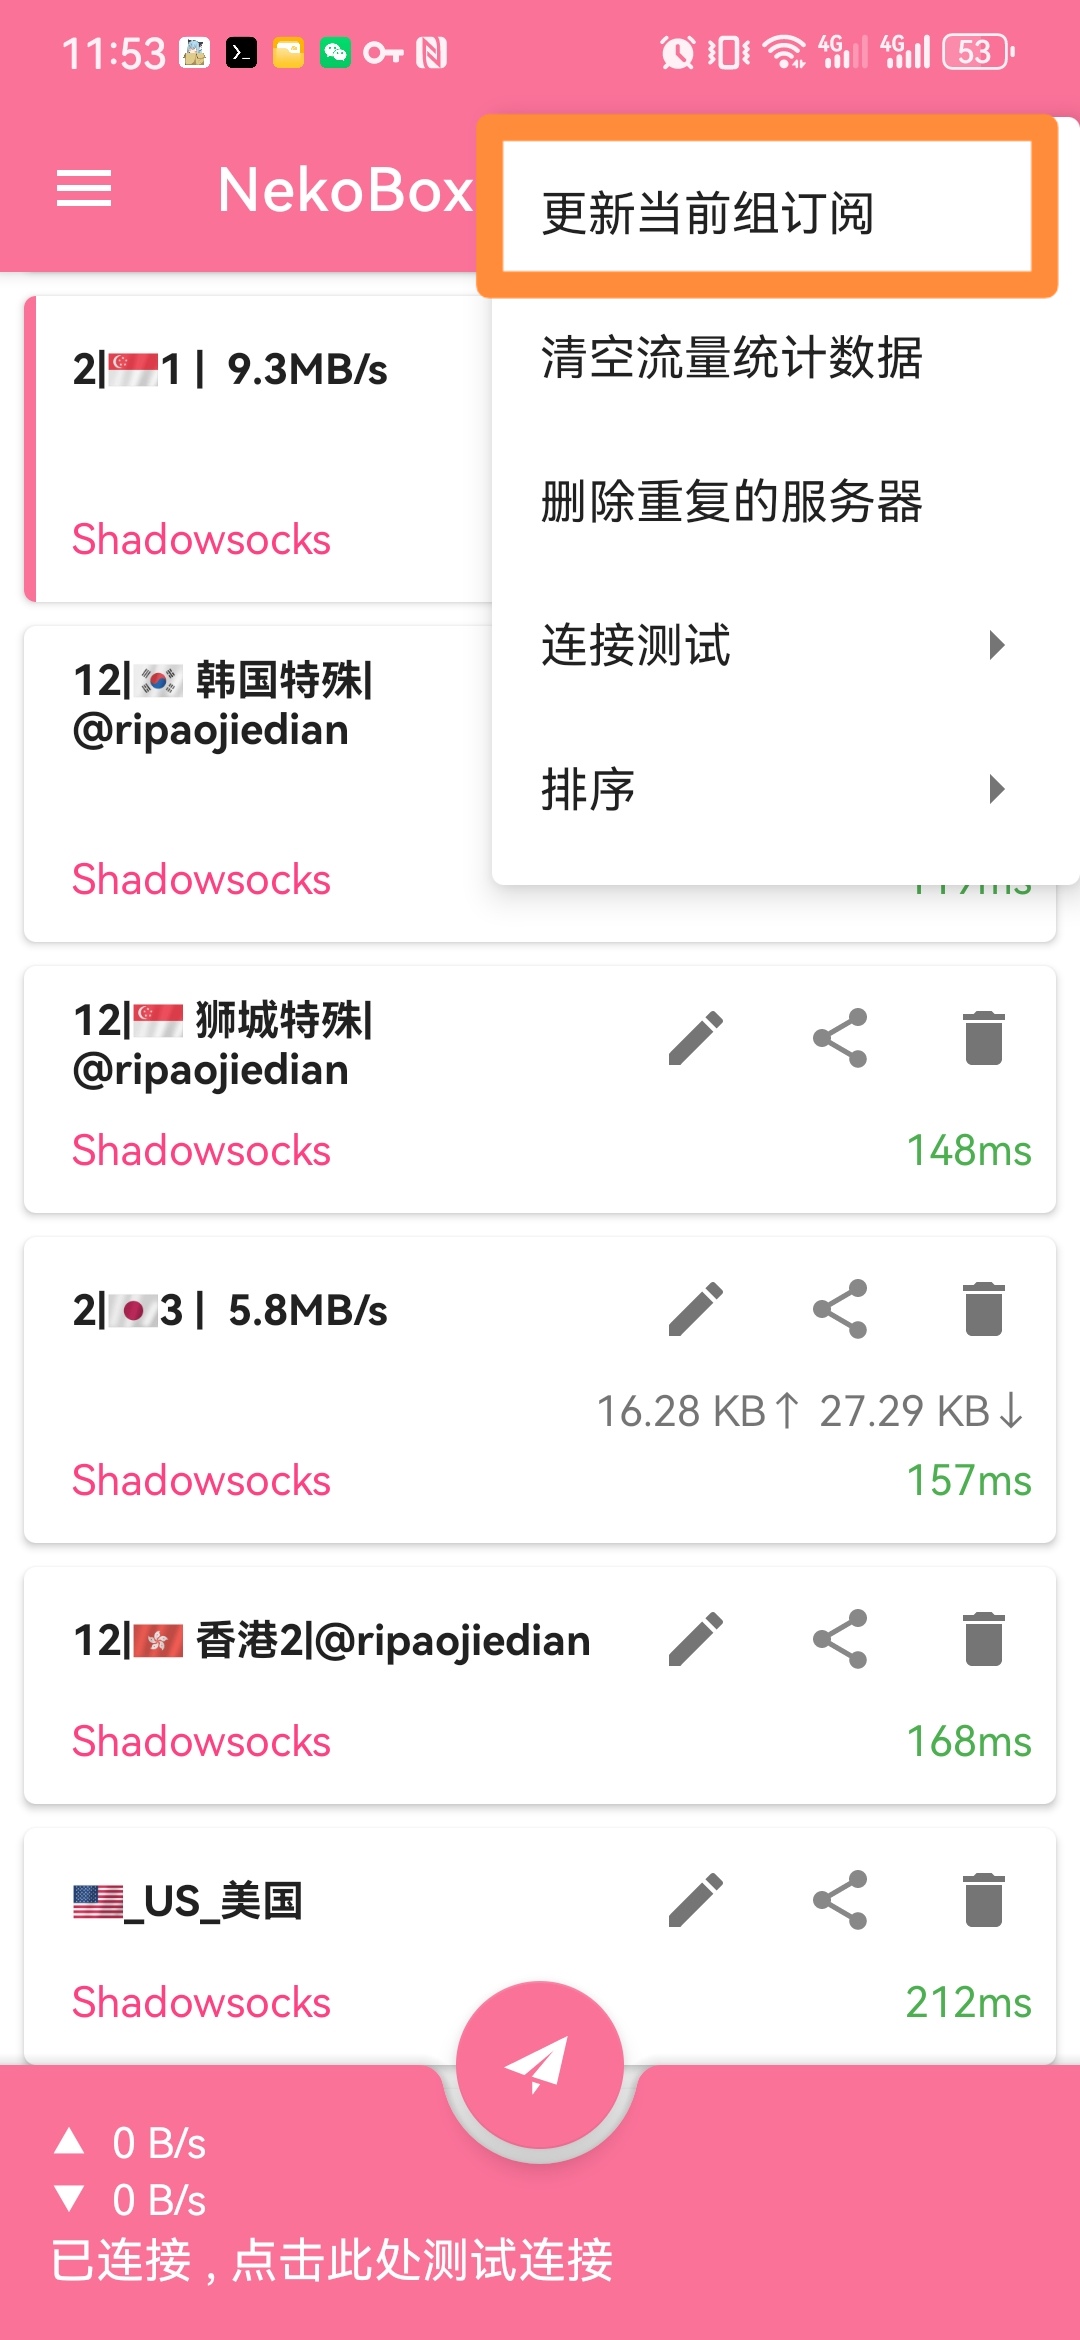 11:53
4G 4G 53
NekoBox
更新当前组订阅
清空流量统计数据
删除重复的服务器
连接测试
排序
2|🇸🇬1 | 9.3MB/s
Shadowsocks
12|🇰🇷 韩国特殊|
@ripaojiedian
Shadowsocks
12|🇸🇬 狮城特殊|
@ripaojiedian
Shadowsocks
148ms
2|🇯🇵3 | 5.8MB/s
16.28 KB↑ 27.29 KB↓
Shadowsocks
157ms
12|🇭🇰 香港2|@ripaojiedian
Shadowsocks
168ms
🇺🇸_US_美国
Shadowsocks
212ms
▲ 0 B/s
▼ 0 B/s
已连接，点击此处测试连接